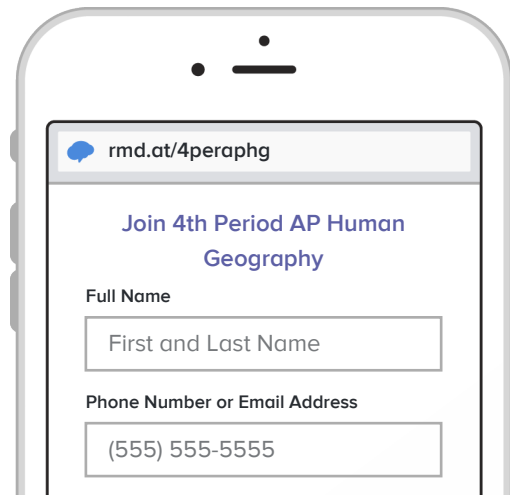 rmd.at/4peraphg
Join 4th Period AP Human
Geography
Full Name
First and Last Name
Phone Number or Email Address
(555) 555-5555